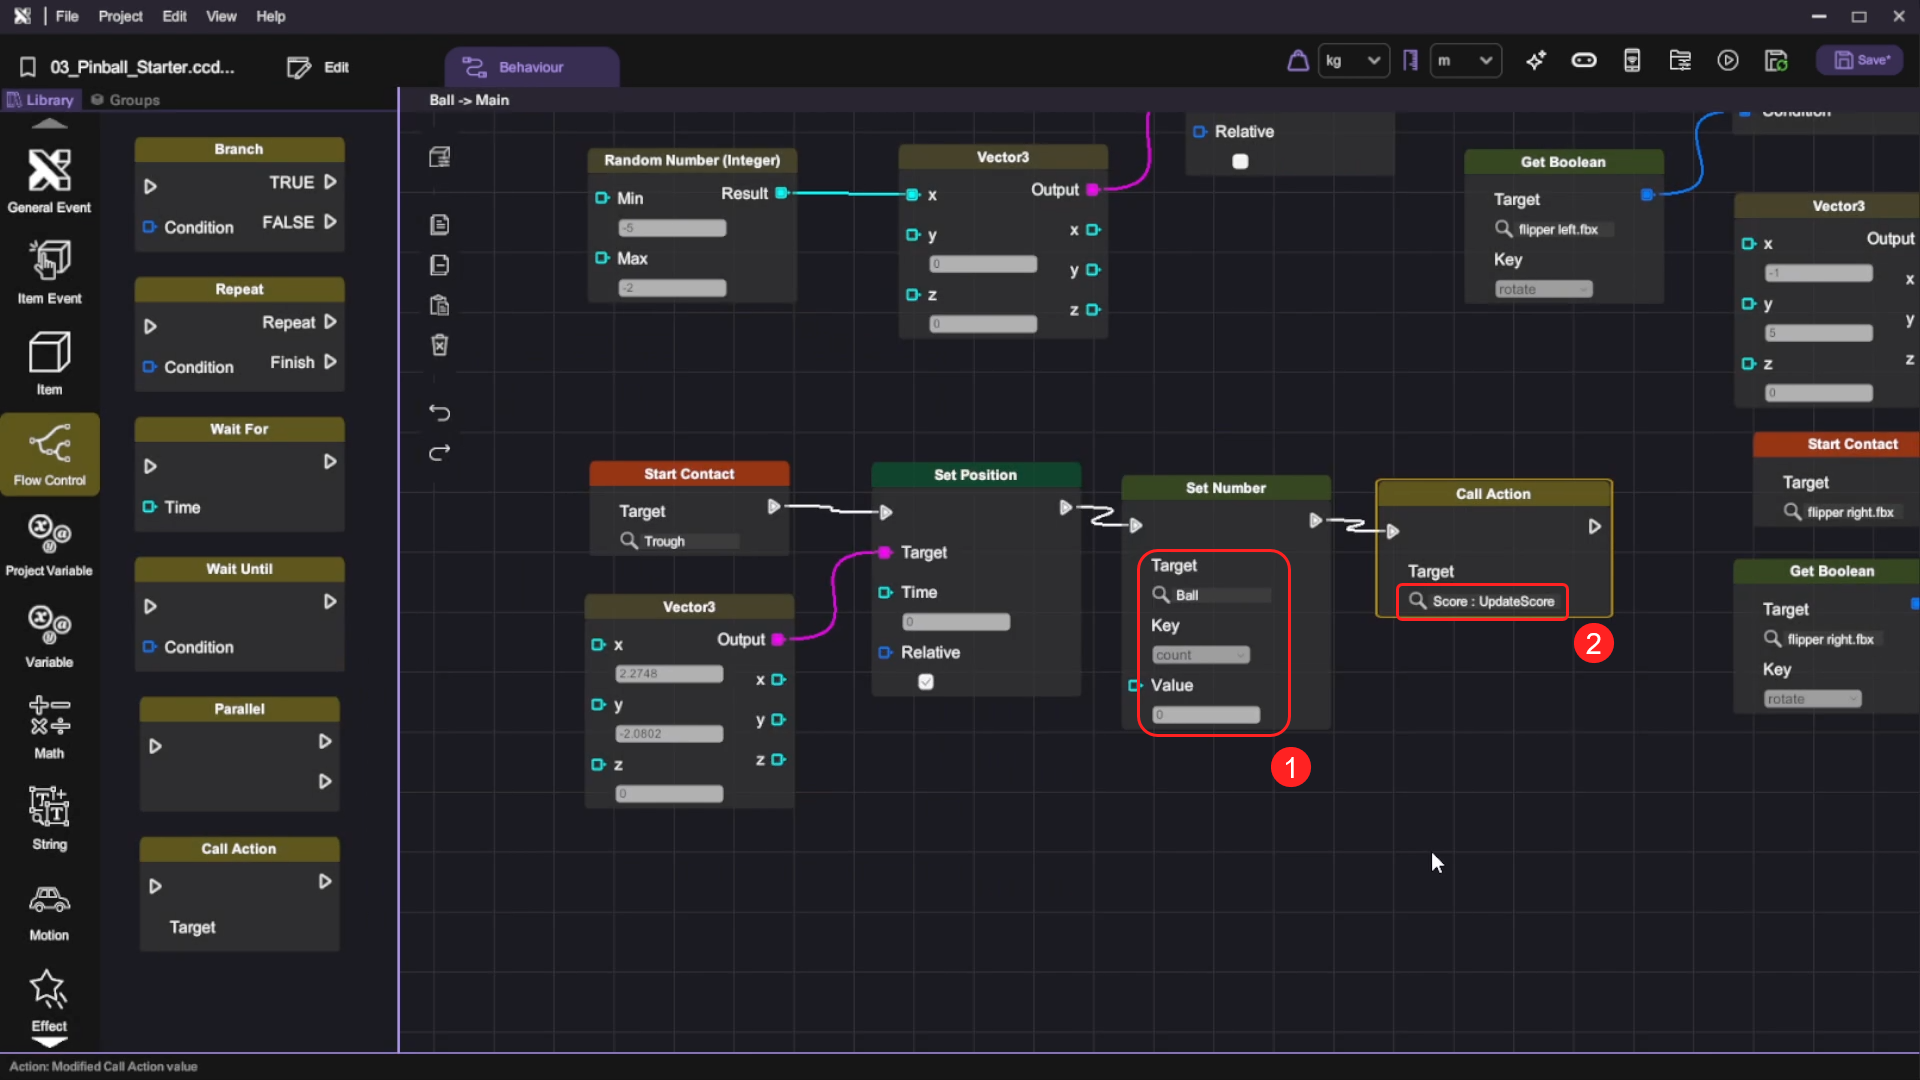 File Project Edit View Help
03_Pinball_Starter.ccd... Edit
Behaviour
kg m Save*
Library Groups
Ball -> Main
General Event
Item Event
Item
Flow Control
Project Variable
Variable
Math
String
Motion
Effect
Branch
TRUE
Condition FALSE
Repeat
Repeat
Condition Finish
Wait For
Time
Wait Until
Condition
Parallel
Call Action
Target
Random Number (Integer)
Min Result
-5
Max
-2
Vector3
x Output
y x
0
y
z
0
z
Relative
Condition
Get Boolean
Target
flipper left.fbx
Key
rotate
Vector3
x Output
-1
x
y
5
y
z
0
z
Start Contact
Target
Trough
Vector3
x Output
2.2748
x
y
-2.0802
y
z
0
z
Set Position
Target
Time
0
Relative
Set Number
Target
Ball
Key
count
Value
0
1
Call Action
Target
Score : UpdateScore
2
Start Contact
Target
flipper right.fbx
Get Boolean
Target
flipper right.fbx
Key
rotate
Action: Modified Call Action value